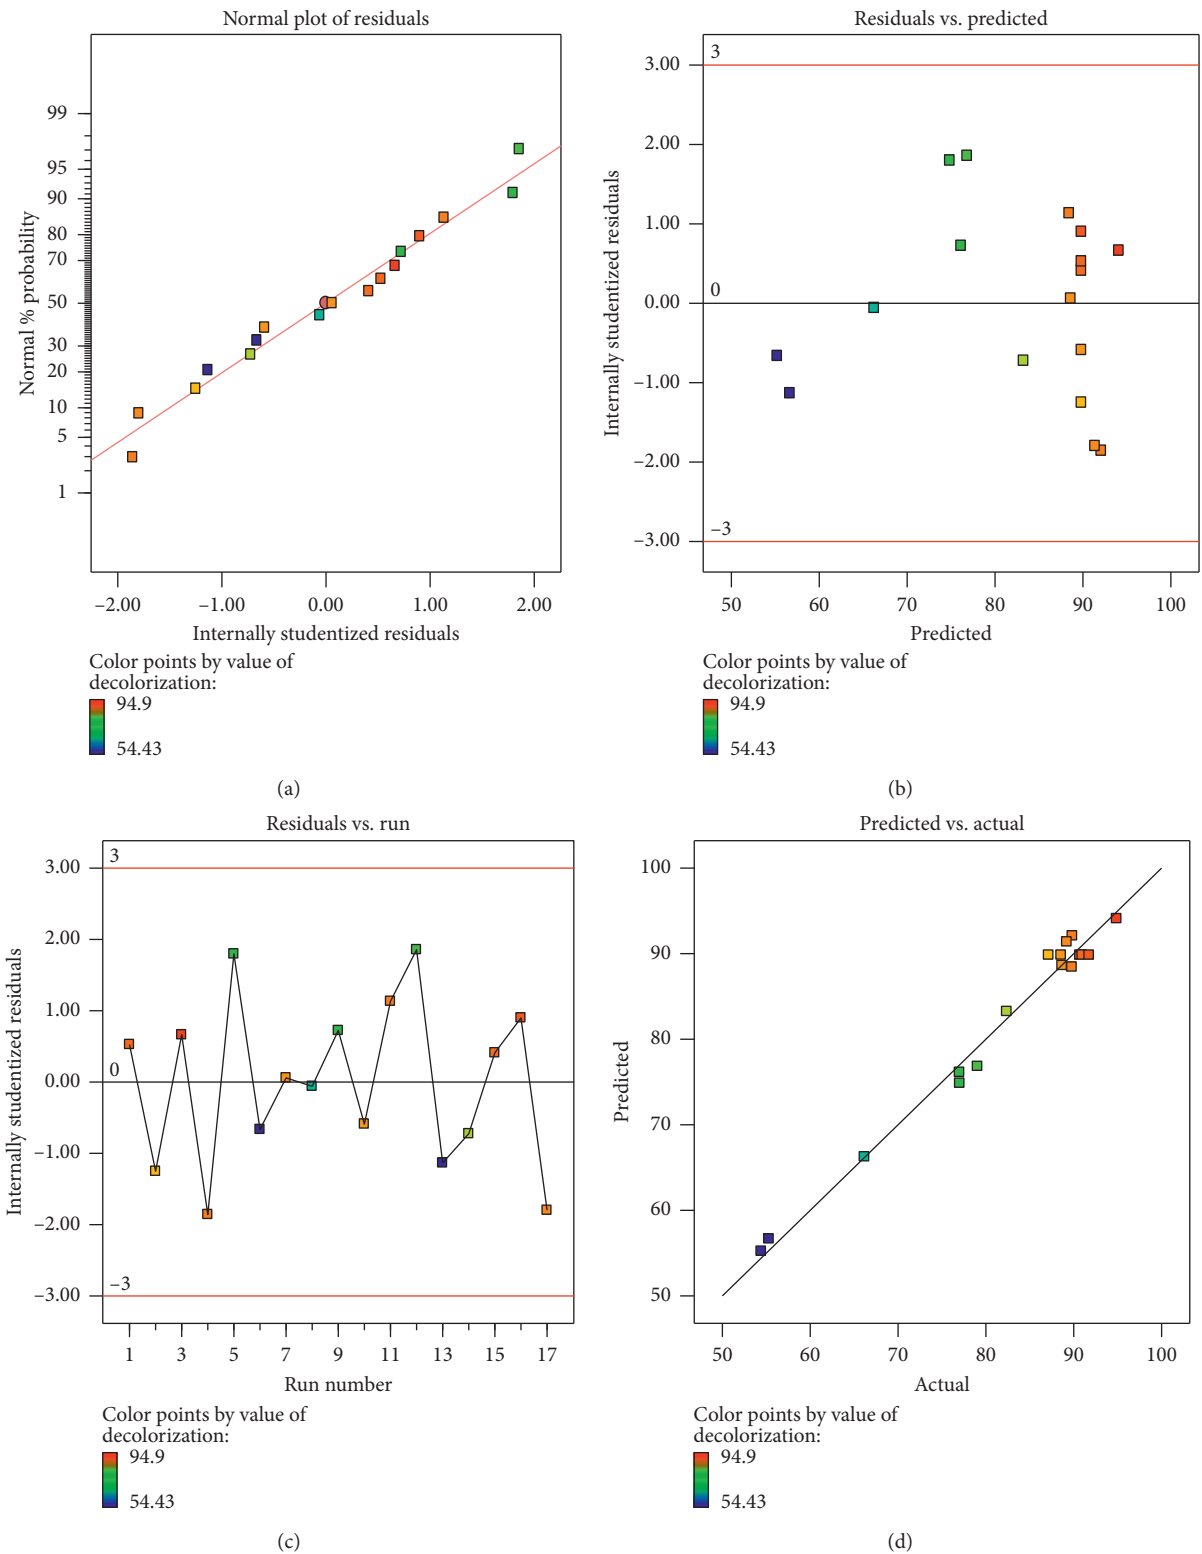 Normal plot of residuals
Normal % probability
99
95
90
80
70
50
30
20
10
5
1
−2.00 −1.00 0.00 1.00 2.00
Internally studentized residuals
Color points by value of
decolorization:
94.9
54.43
(a)
Residuals vs. predicted
Internally studentized residuals
3.00
2.00
1.00
0.00
−1.00
−2.00
−3.00
3
0
−3
50 60 70 80 90 100
Predicted
Color points by value of
decolorization:
94.9
54.43
(b)
Residuals vs. run
Internally studentized residuals
3.00
2.00
1.00
0.00
−1.00
−2.00
−3.00
3
0
−3
1 3 5 7 9 11 13 15 17
Run number
Color points by value of
decolorization:
94.9
54.43
(c)
Predicted vs. actual
Predicted
100
90
80
70
60
50
50 60 70 80 90 100
Actual
Color points by value of
decolorization:
94.9
54.43
(d)